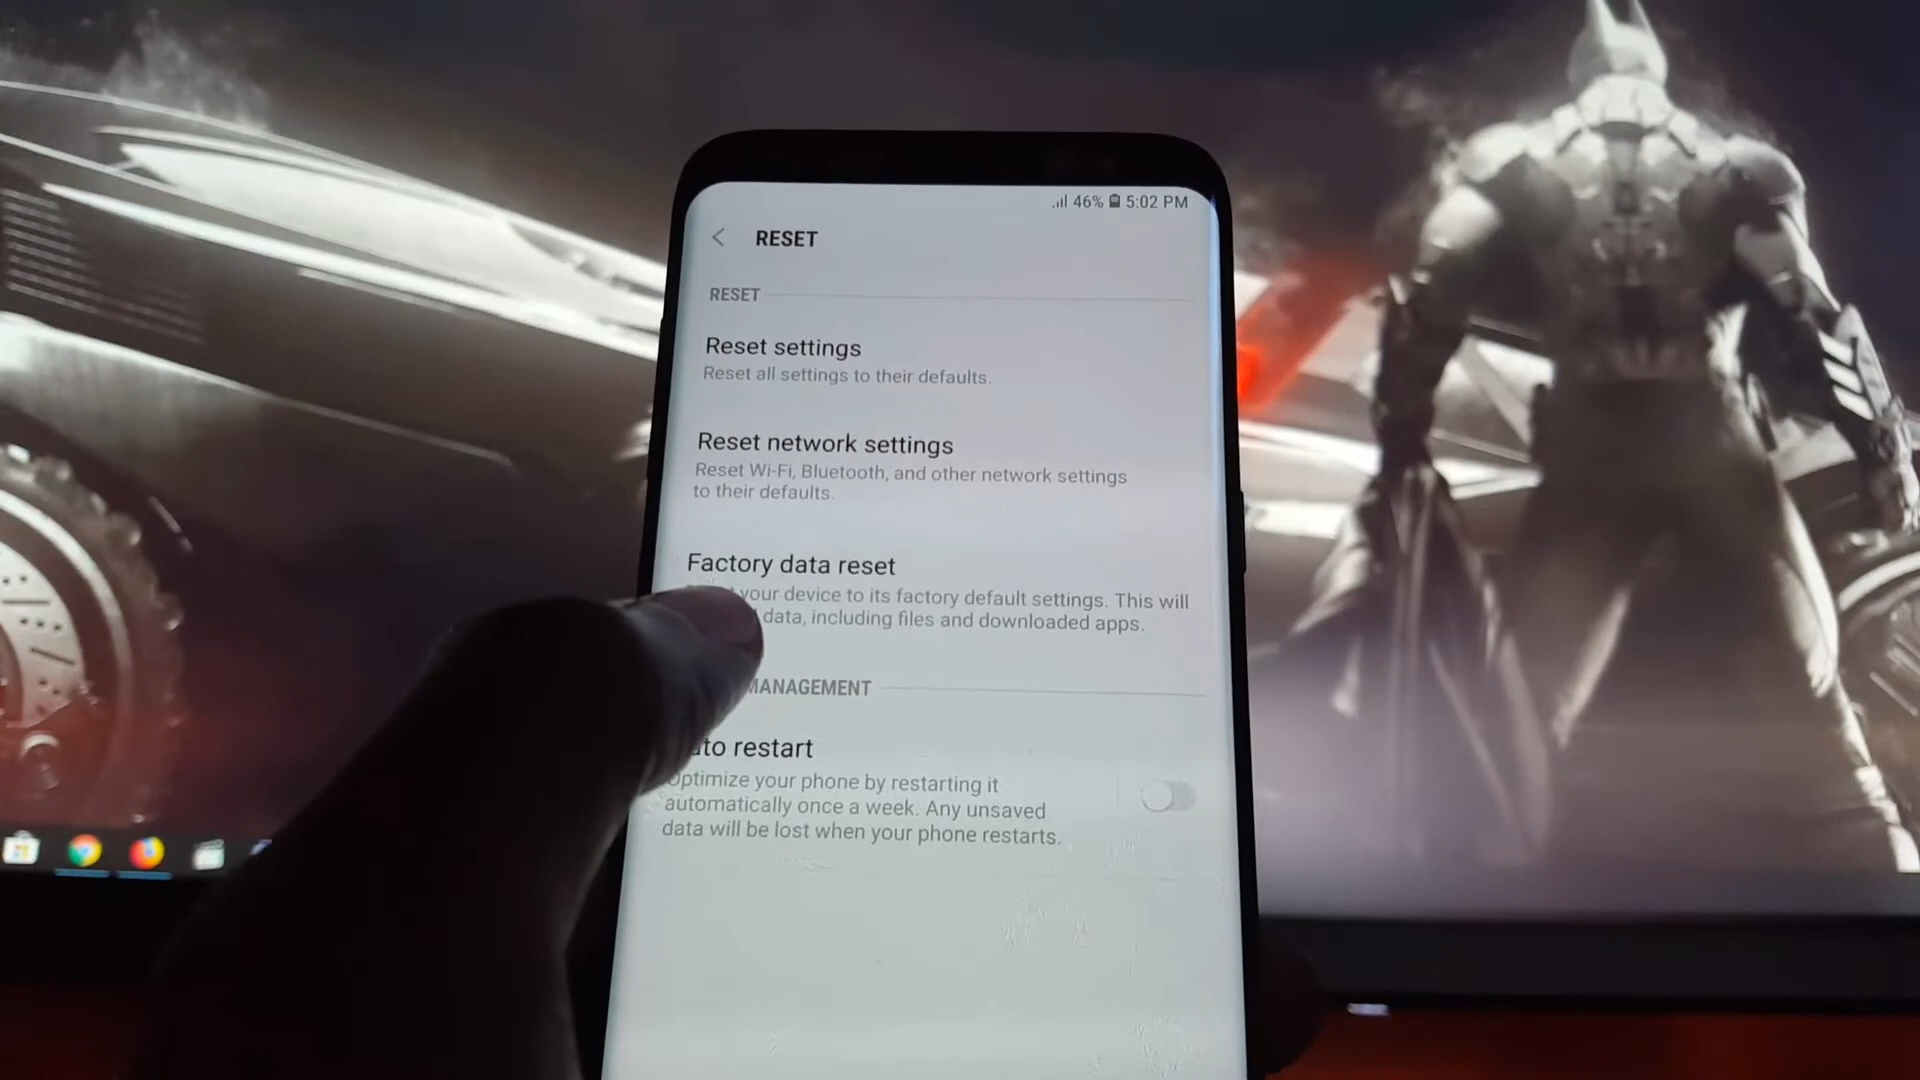 46% 5:02 PM
RESET
RESET
Reset settings
Reset all settings to their defaults.
Reset network settings
Reset Wi-Fi, Bluetooth, and other network settings
to their defaults.
Factory data reset
your device to its factory default settings. This will
data, including files and downloaded apps.
MANAGEMENT
restart
Optimize your phone by restarting it
automatically once a week. Any unsaved
data will be lost when your phone restarts.